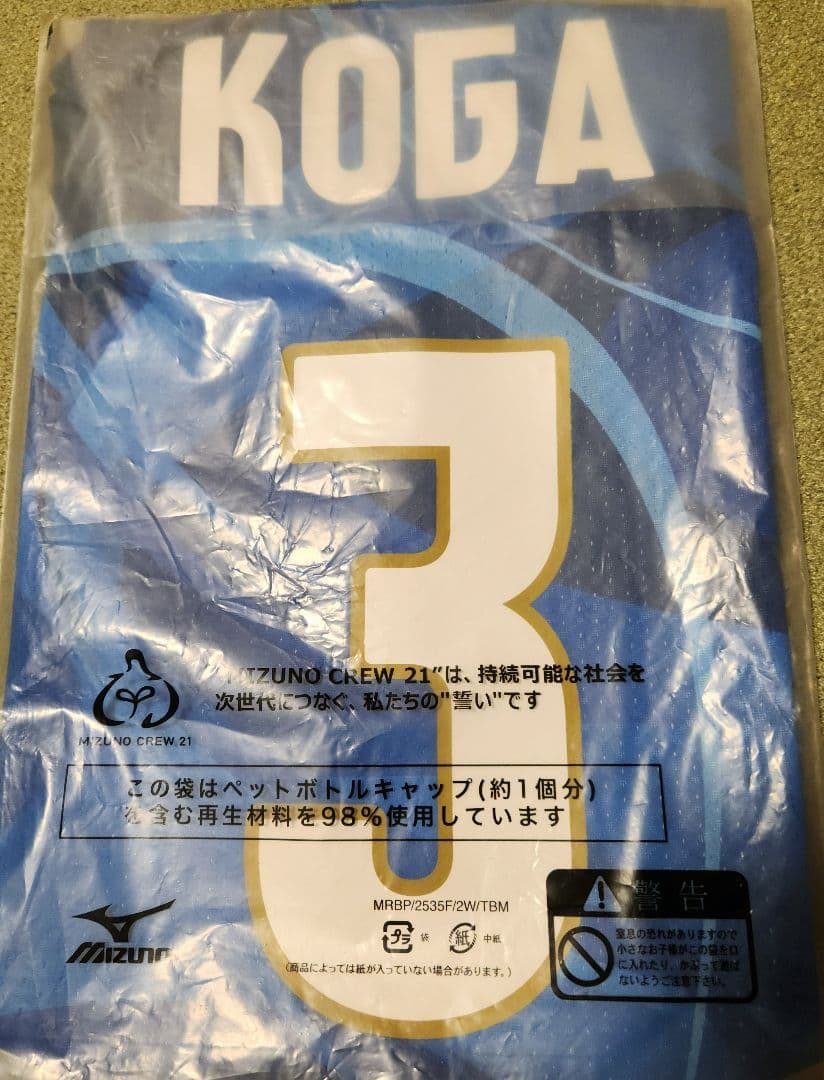 KOGA
3
"MIZUNO CREW 21"は、持続可能な社会を
次世代につなぐ、私たちの"誓い"です
MIZUNO CREW 21
この袋はペットボトルキャップ(約1個分)
を含む再生材料を98%使用しています
MRBP/2535F/2W/TBM
プラ 袋 紙 中紙
(商品によっては紙が入っていない場合があります。)
MIZUNO
警告
窒息の恐れがありますので
小さなお子様がこの袋を口
に入れたり、かぶって遊ば
ないようご注意下さい。